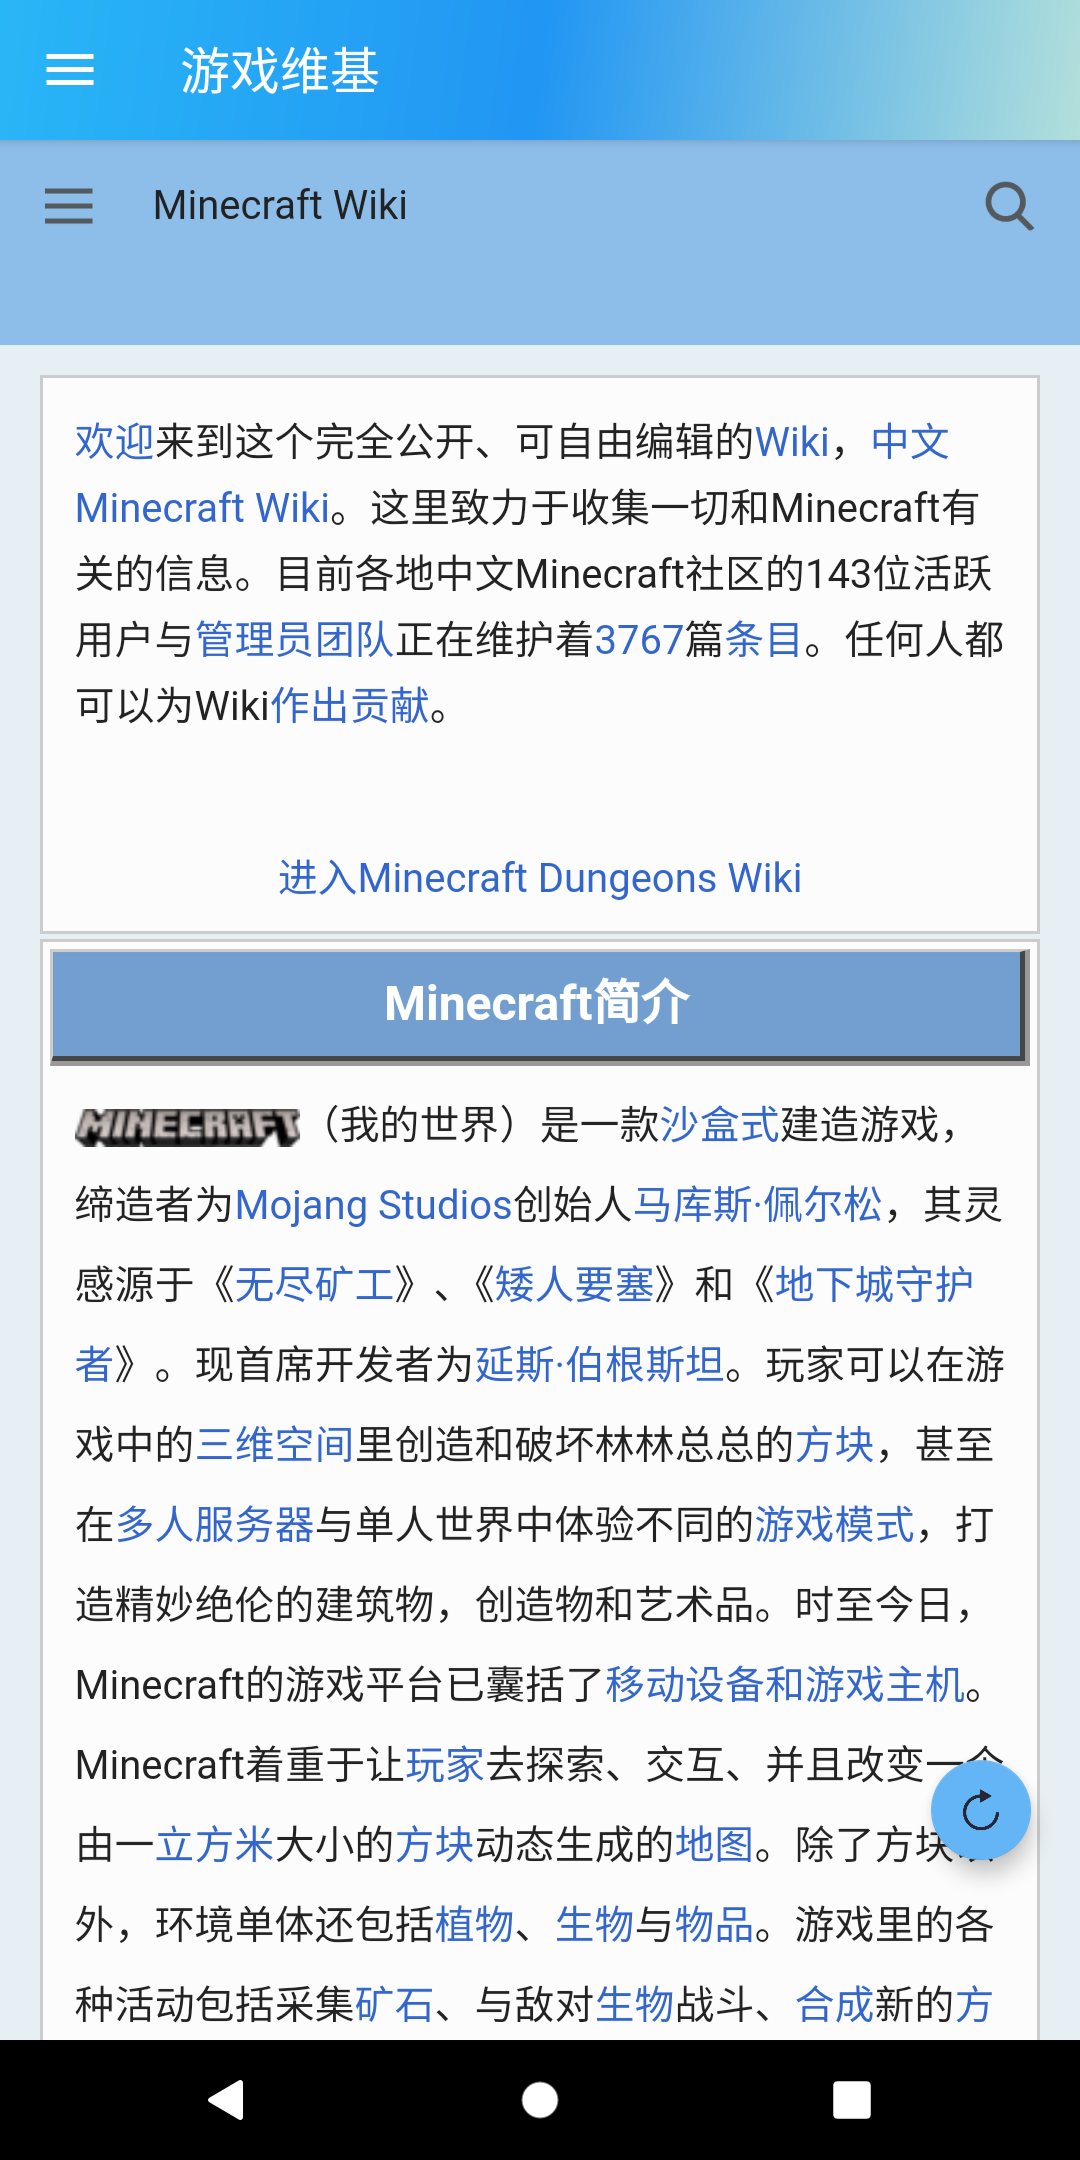 游戏维基
Minecraft Wiki
欢迎来到这个完全公开、可自由编辑的Wiki，中文
Minecraft Wiki。这里致力于收集一切和Minecraft有
关的信息。目前各地中文Minecraft社区的143位活跃
用户与管理员团队正在维护着3767篇条目。任何人都
可以为Wiki作出贡献。
进入Minecraft Dungeons Wiki
Minecraft简介
MINECRAFT（我的世界）是一款沙盒式建造游戏，
缔造者为Mojang Studios创始人马库斯·佩尔松，其灵
感源于《无尽矿工》、《矮人要塞》和《地下城守护
者》。现首席开发者为延斯·伯根斯坦。玩家可以在游
戏中的三维空间里创造和破坏林林总总的方块，甚至
在多人服务器与单人世界中体验不同的游戏模式，打
造精妙绝伦的建筑物，创造物和艺术品。时至今日，
Minecraft的游戏平台已囊括了移动设备和游戏主机。
Minecraft着重于让玩家去探索、交互、并且改变一个
由一立方米大小的方块动态生成的地图。除了方块
外，环境单体还包括植物、生物与物品。游戏里的各
种活动包括采集矿石、与敌对生物战斗、合成新的方